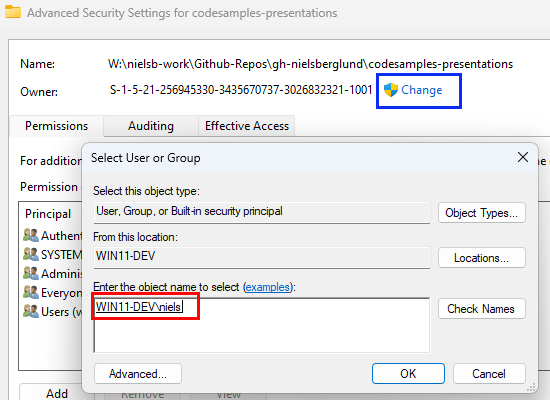 Advanced Security Settings for codesamples-presentations
Name: W:\nielsb-work\Github-Repos\gh-nielsberglund\codesamples-presentations
Owner: S-1-5-21-256945330-3435670737-3026832321-1001 Change
Permissions Auditing Effective Access
For addition
Permission
Principal
Authent
SYSTEM
Adminis
Everyon
Users (w
Add Remove View
Select User or Group
Select this object type:
User, Group, or Built-in security principal Object Types...
From this location:
WIN11-DEV Locations...
Enter the object name to select (examples):
WIN11-DEV\niels Check Names
Advanced... OK Cancel